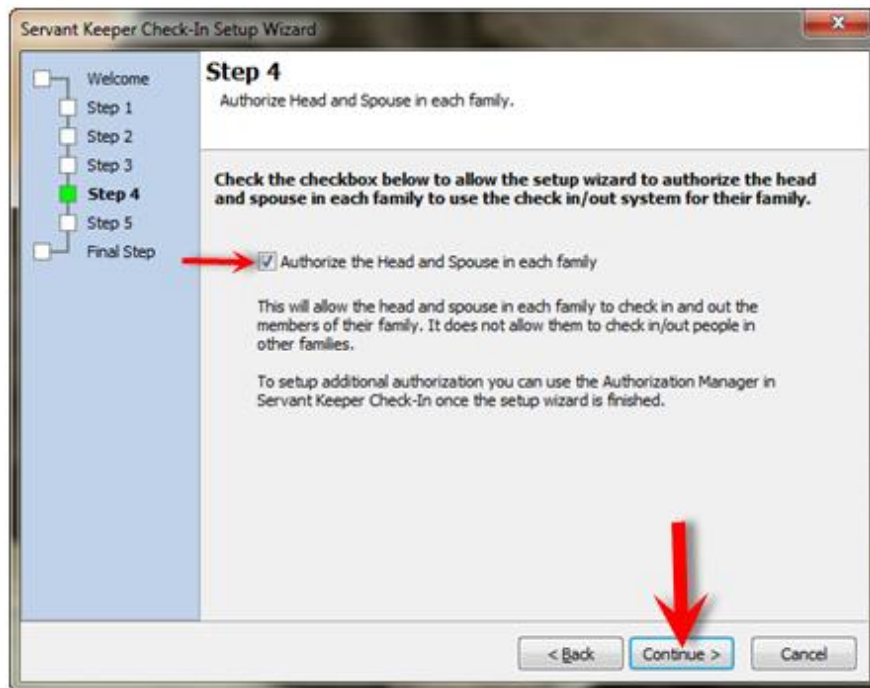 Servant Keeper Check-In Setup Wizard
Welcome
Step 1
Step 2
Step 3
Step 4
Step 5
Final Step
Step 4
Authorize Head and Spouse in each family.
Check the checkbox below to allow the setup wizard to authorize the head
and spouse in each family to use the check in/out system for their family.
Authorize the Head and Spouse in each family
This will allow the head and spouse in each family to check in and out the
members of their family. It does not allow them to check in/out people in
other families.
To setup additional authorization you can use the Authorization Manager in
Servant Keeper Check-In once the setup wizard is finished.
< Back
Continue >
Cancel